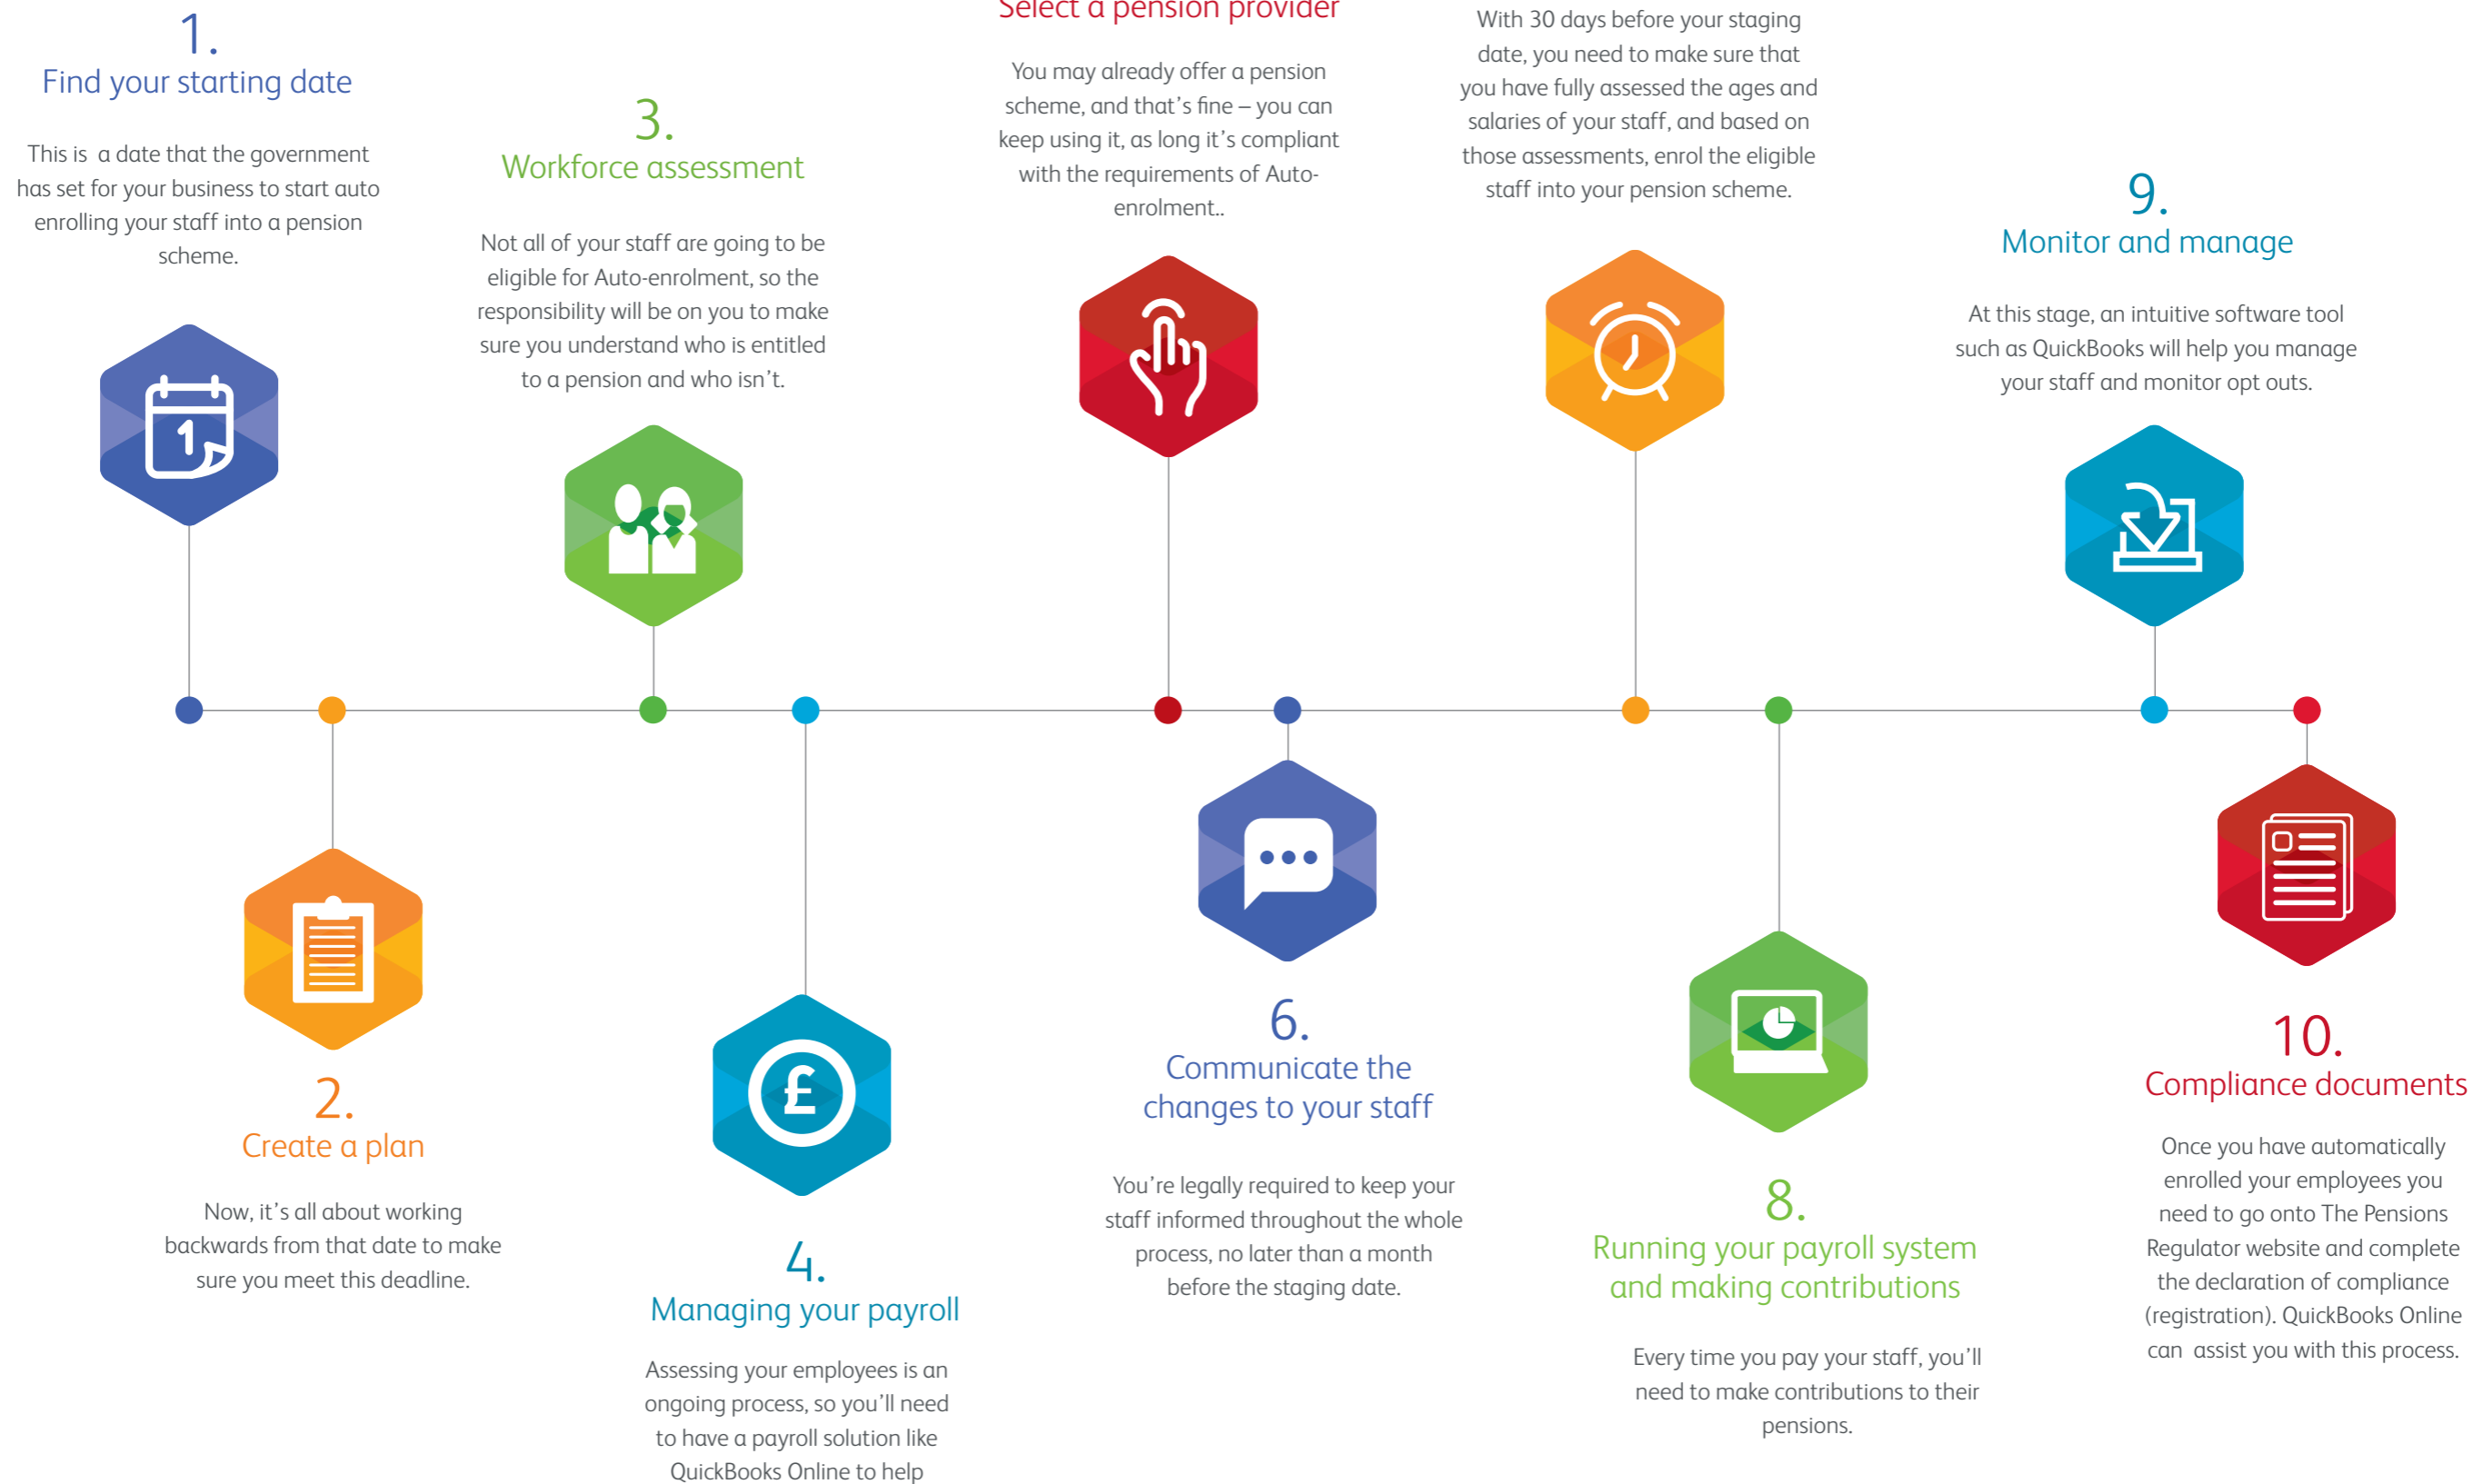 1.
Find your starting date
This is  a date that the government
has set for your business to start auto
enrolling your staff into a pension
scheme.
1
2.
Create a plan
Now, it's all about working
backwards from that date to make
sure you meet this deadline.
3.
Workforce assessment
Not all of your staff are going to be
eligible for Auto-enrolment, so the
responsibility will be on you to make
sure you understand who is entitled
to a pension and who isn't.
£
4.
Managing your payroll
Assessing your employees is an
ongoing process, so you'll need
to have a payroll solution like
QuickBooks Online to help
Select a pension provider
You may already offer a pension
scheme, and that's fine – you can
keep using it, as long it's compliant
with the requirements of Auto-
enrolment..
6.
Communicate the
changes to your staff
You're legally required to keep your
staff informed throughout the whole
process, no later than a month
before the staging date.
With 30 days before your staging
date, you need to make sure that
you have fully assessed the ages and
salaries of your staff, and based on
those assessments, enrol the eligible
staff into your pension scheme.
8.
Running your payroll system
and making contributions
Every time you pay your staff, you'll
need to make contributions to their
pensions.
9.
Monitor and manage
At this stage, an intuitive software tool
such as QuickBooks will help you manage
your staff and monitor opt outs.
10.
Compliance documents
Once you have automatically
enrolled your employees you
need to go onto The Pensions
Regulator website and complete
the declaration of compliance
(registration). QuickBooks Online
can  assist you with this process.